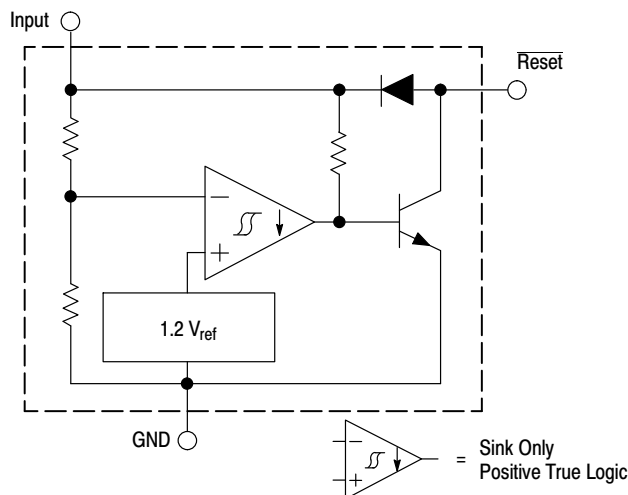 Input
Reset
1.2 Vref
GND
= Sink Only
Positive True Logic